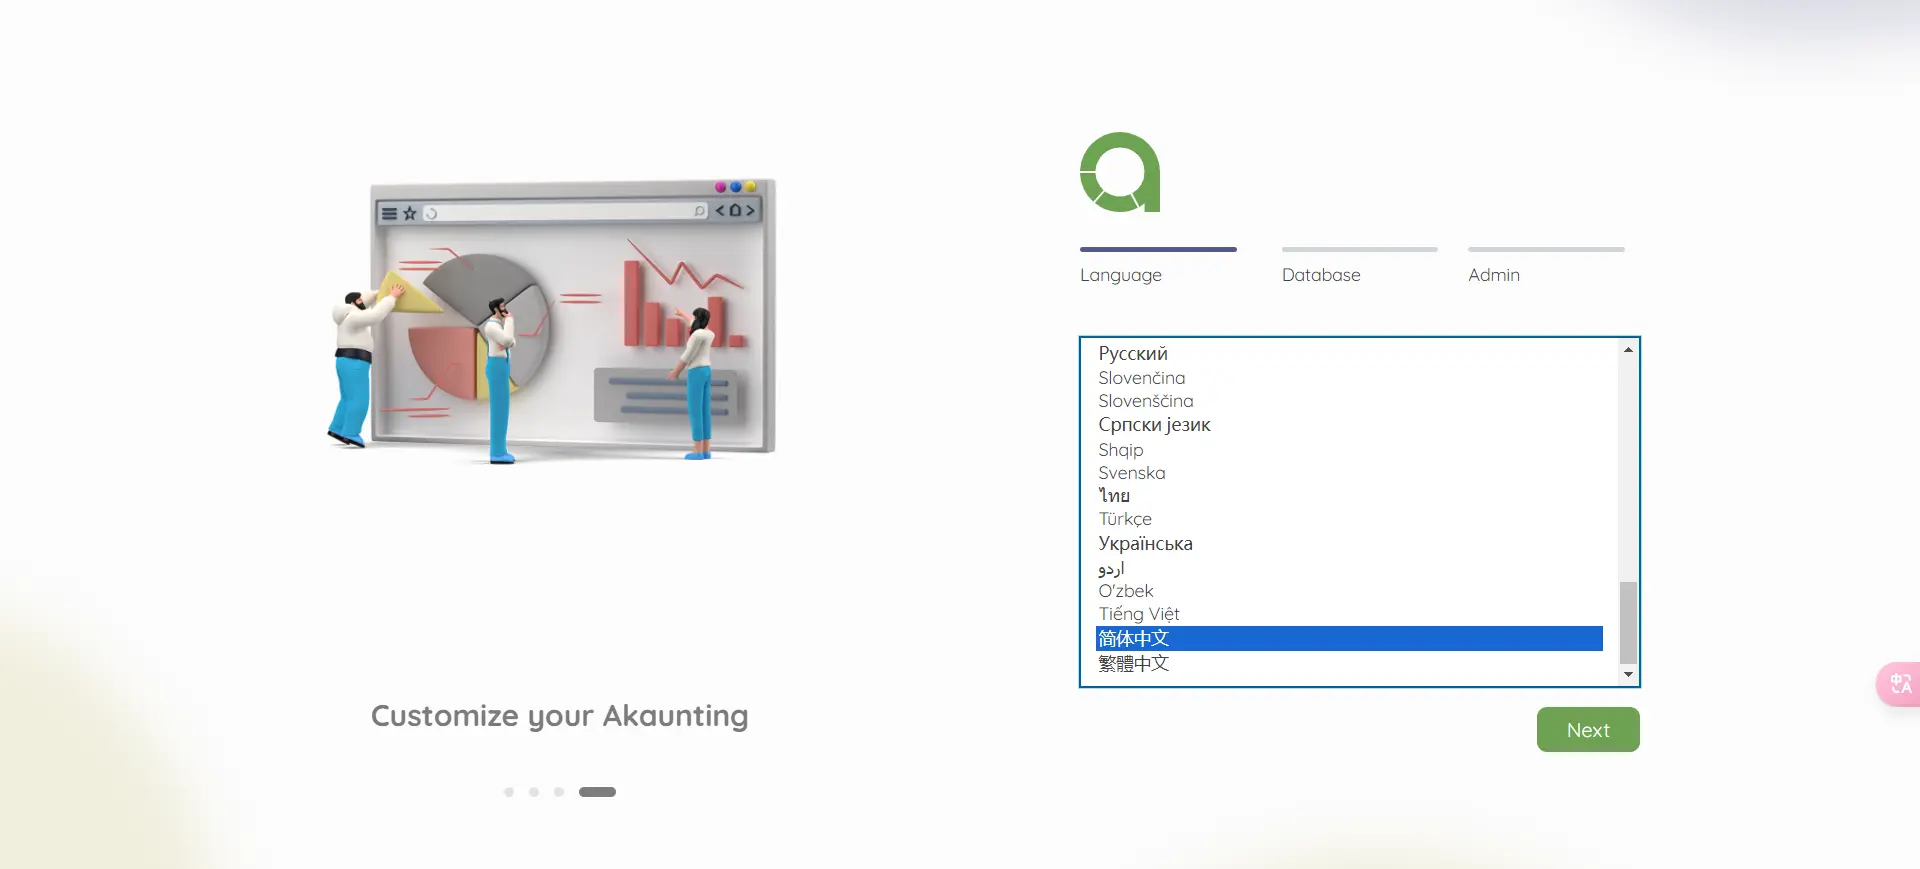 Customize your Akaunting
Language
Database
Admin
Русский
Slovenčina
Slovenščina
Српски језик
Shqip
Svenska
ไทย
Türkçe
Українська
اردو
O'zbek
Tiếng Việt
简体中文
繁體中文
Next